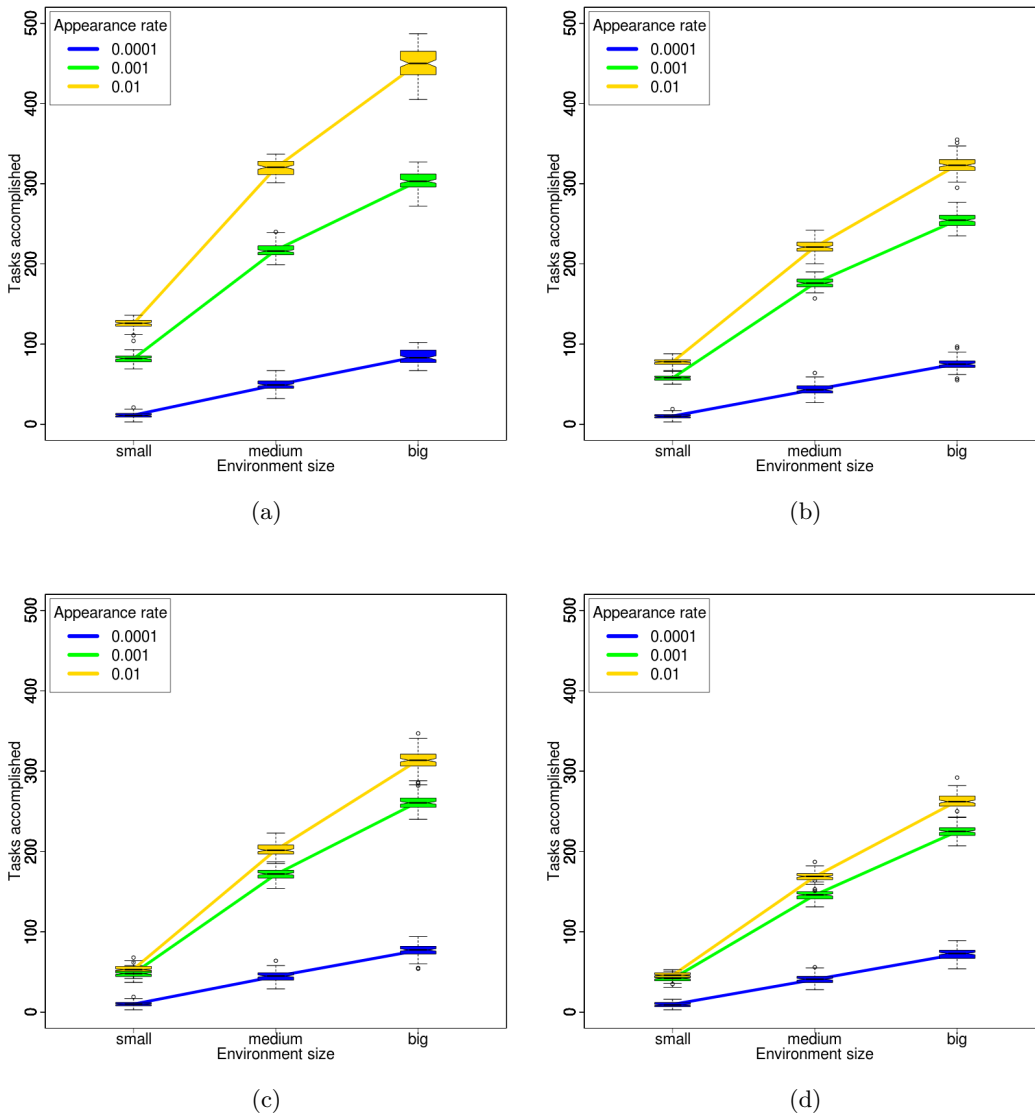 Appearance rate
0.0001
0.001
0.01
Tasks accomplished
0 100 200 300 400 500
small medium big
Environment size
(a)
Appearance rate
0.0001
0.001
0.01
Tasks accomplished
0 100 200 300 400 500
small medium big
Environment size
(b)
Appearance rate
0.0001
0.001
0.01
Tasks accomplished
0 100 200 300 400 500
small medium big
Environment size
(c)
Appearance rate
0.0001
0.001
0.01
Tasks accomplished
0 100 200 300 400 500
small medium big
Environment size
(d)